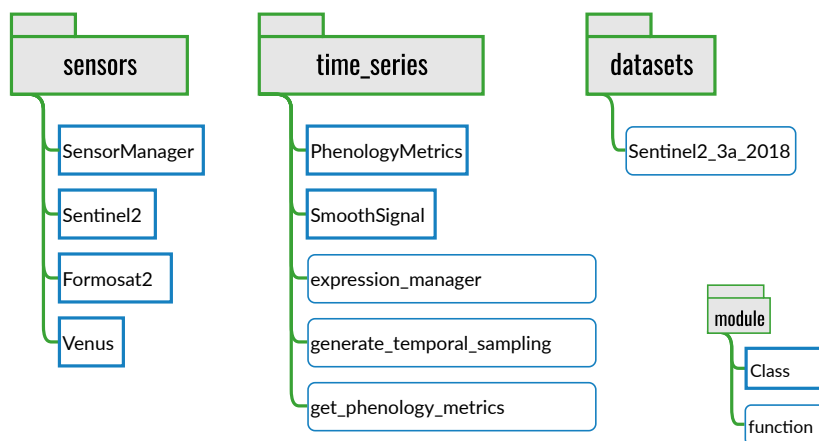 sensors
SensorManager
Sentinel2
Formosat2
Venus
time_series
PhenologyMetrics
SmoothSignal
expression_manager
generate_temporal_sampling
get_phenology_metrics
datasets
Sentinel2_3a_2018
module
Class
function